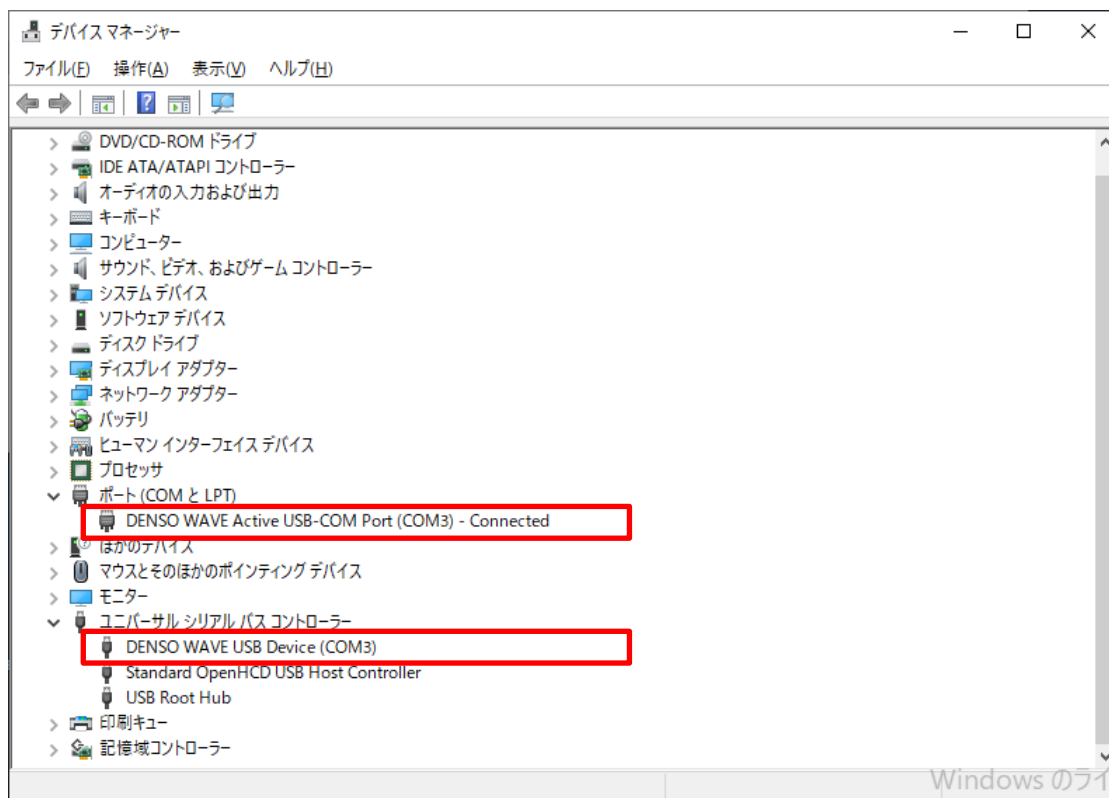 デバイス マネージャー
ファイル(F) 操作(A) 表示(V) ヘルプ(H)
DVD/CD-ROM ドライブ
IDE ATA/ATAPI コントローラー
オーディオの入力および出力
キーボード
コンピューター
サウンド、ビデオ、およびゲーム コントローラー
システム デバイス
ソフトウェア デバイス
ディスク ドライブ
ディスプレイ アダプター
ネットワーク アダプター
バッテリ
ヒューマン インターフェイス デバイス
プロセッサ
ポート (COM と LPT)
DENSO WAVE Active USB-COM Port (COM3) - Connected
ほかのデバイス
マウスとそのほかのポインティング デバイス
モニター
ユニバーサル シリアル バス コントローラー
DENSO WAVE USB Device (COM3)
Standard OpenHCD USB Host Controller
USB Root Hub
印刷キュー
記憶域コントローラー
Windows のライ